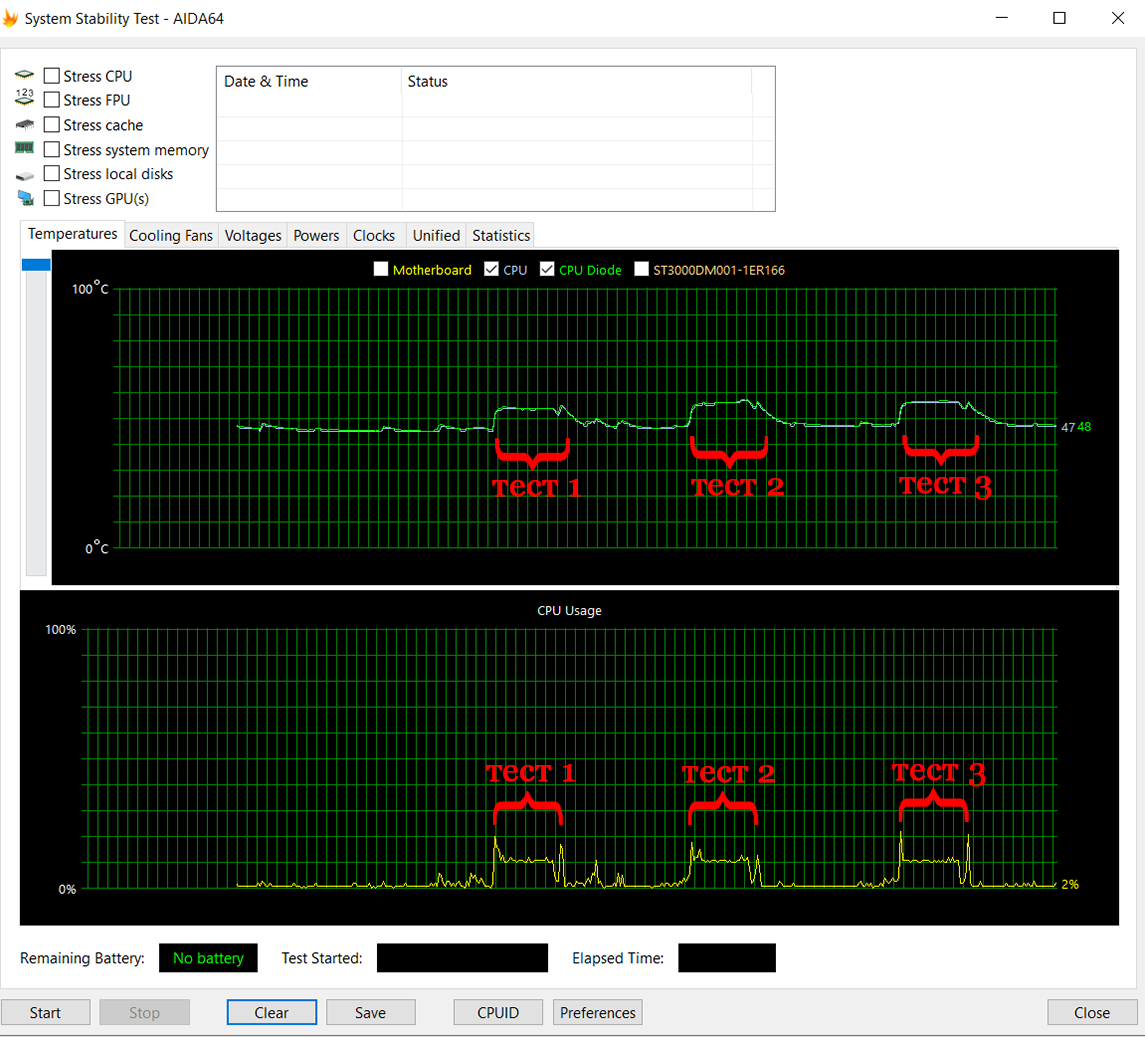 System Stability Test - AIDA64
Stress CPU
123
Stress FPU
Stress cache
Stress system memory
Stress local disks
Stress GPU(s)
Date & Time Status
Temperatures Cooling Fans Voltages Powers Clocks Unified Statistics
Motherboard CPU CPU Diode ST3000DM001-1ER166
100°C
47 48
тест 1 тест 2 тест 3
0°C
CPU Usage
100%
тест 1 тест 2 тест 3
0%
2%
Remaining Battery: No battery Test Started: Elapsed Time:
Start Stop Clear Save CPUID Preferences Close